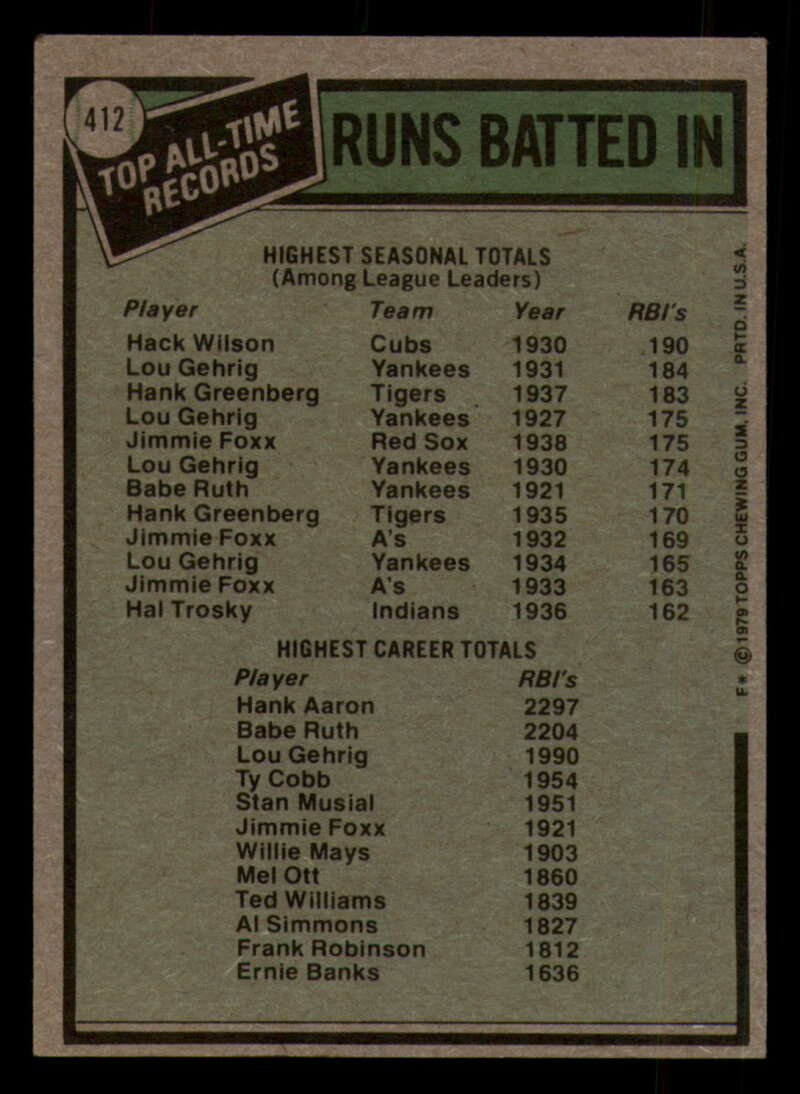 412
TOP ALL-TIME
RECORDS
RUNS BATTED IN
HIGHEST SEASONAL TOTALS
(Among League Leaders)
Player Team Year RBI's
Hack Wilson Cubs 1930 190
Lou Gehrig Yankees 1931 184
Hank Greenberg Tigers 1937 183
Lou Gehrig Yankees 1927 175
Jimmie Foxx Red Sox 1938 175
Lou Gehrig Yankees 1930 174
Babe Ruth Yankees 1921 171
Hank Greenberg Tigers 1935 170
Jimmie Foxx A's 1932 169
Lou Gehrig Yankees 1934 165
Jimmie Foxx A's 1933 163
Hal Trosky Indians 1936 162
HIGHEST CAREER TOTALS
Player RBI's
Hank Aaron 2297
Babe Ruth 2204
Lou Gehrig 1990
Ty Cobb 1954
Stan Musial 1951
Jimmie Foxx 1921
Willie Mays 1903
Mel Ott 1860
Ted Williams 1839
Al Simmons 1827
Frank Robinson 1812
Ernie Banks 1636
F* © 1979 TOPPS CHEWING GUM, INC. PRTD. IN U.S.A.